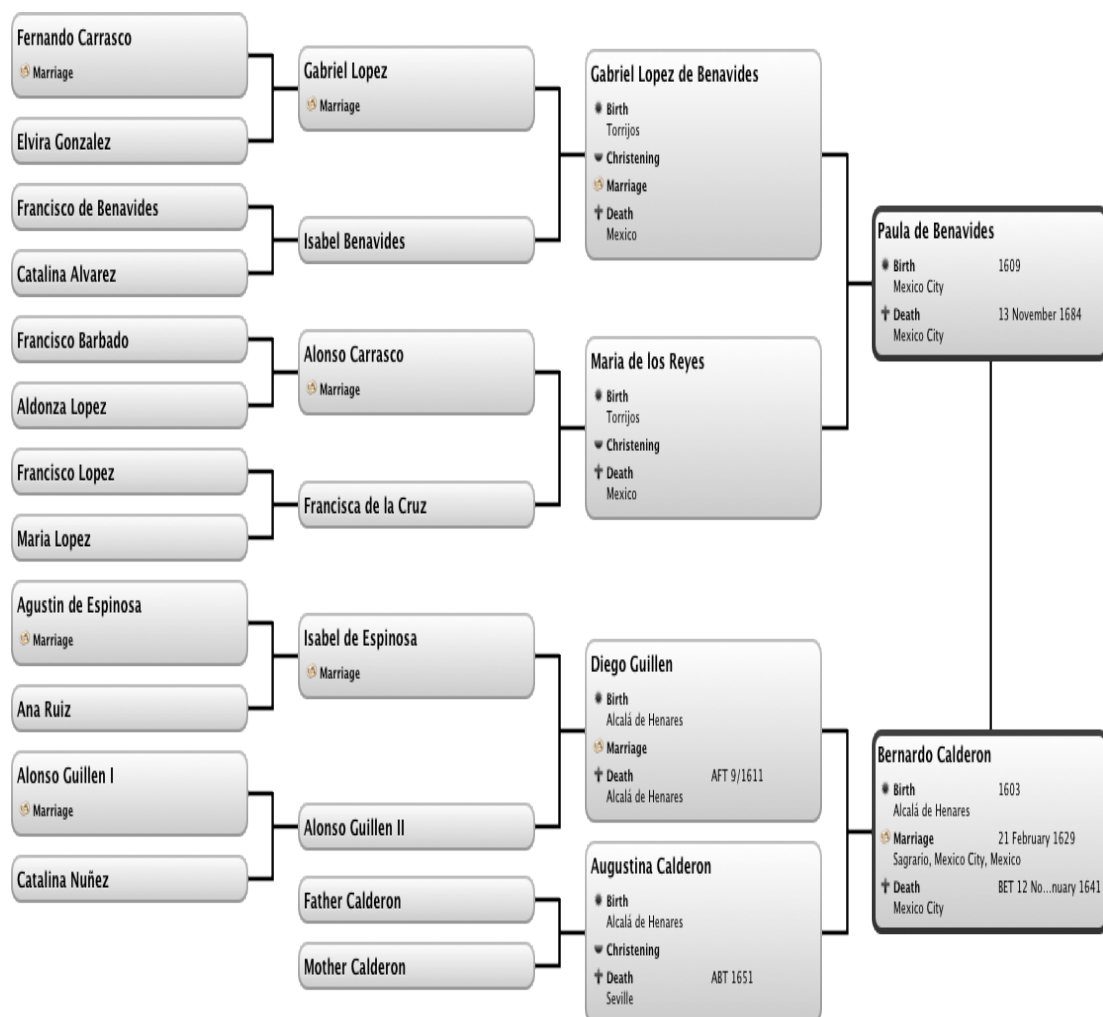 Fernando Carrasco
Marriage
Elvira Gonzalez
Francisco de Benavides
Catalina Alvarez
Francisco Barbado
Aldonza Lopez
Francisco Lopez
Maria Lopez
Agustin de Espinosa
Marriage
Ana Ruiz
Alonso Guillen I
Marriage
Catalina Nuñez
Gabriel Lopez
Marriage
Isabel Benavides
Alonso Carrasco
Marriage
Francisca de la Cruz
Isabel de Espinosa
Marriage
Alonso Guillen II
Father Calderon
Mother Calderon
Gabriel Lopez de Benavides
Birth
Torrijos
Christening
Marriage
Death
Mexico
Maria de los Reyes
Birth
Torrijos
Christening
Death
Mexico
Diego Guillen
Birth
Alcalá de Henares
Marriage
Death AFT 9/1611
Alcalá de Henares
Augustina Calderon
Birth
Alcalá de Henares
Christening
Death ABT 1651
Seville
Paula de Benavides
Birth 1609
Mexico City
Death 13 November 1684
Mexico City
Bernardo Calderon
Birth 1603
Alcalá de Henares
Marriage 21 February 1629
Sagrario, Mexico City, Mexico
Death BET 12 No...nuary 1641
Mexico City